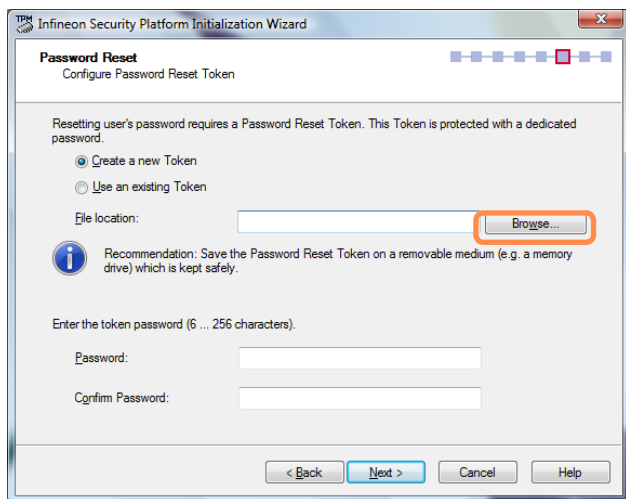 TPM Infineon Security Platform Initialization Wizard
Password Reset
Configure Password Reset Token
Resetting user's password requires a Password Reset Token. This Token is protected with a dedicated
password.
Create a new Token
Use an existing Token
File location:
Browse...
Recommendation: Save the Password Reset Token on a removable medium (e.g. a memory
drive) which is kept safely.
Enter the token password (6 ... 256 characters).
Password:
Confirm Password:
< Back Next > Cancel Help